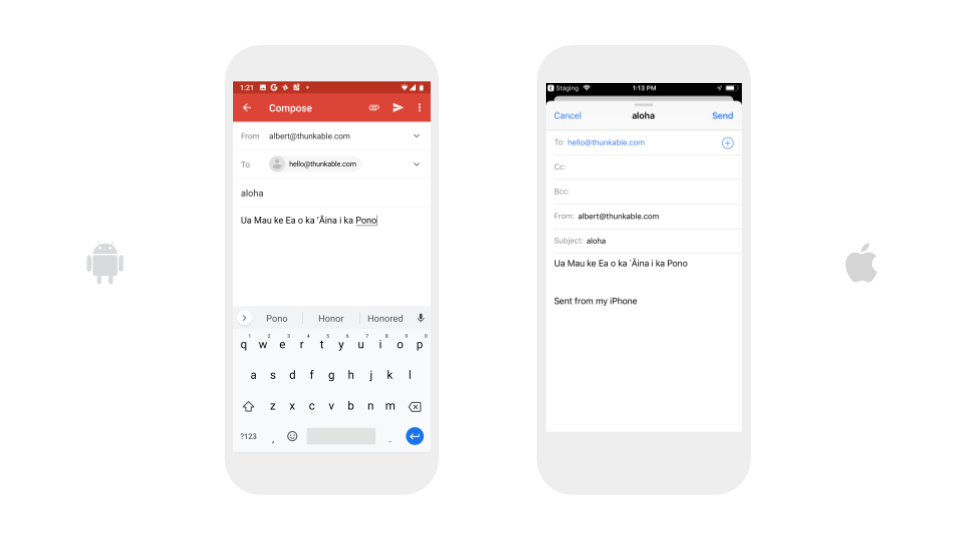 1:21
Compose
From albert@thunkable.com
To hello@thunkable.com
aloha
Ua Mau ke Ea o ka ʻĀina i ka Pono
Pono Honor Honored
1 2 3 4 5 6 7 8 9 0
q w e r t y u i o p
a s d f g h j k l
z x c v b n m
?123 , .
Staging 1:13 PM
Cancel aloha Send
To: hello@thunkable.com
Cc:
Bcc:
From: albert@thunkable.com
Subject: aloha
Ua Mau ke Ea o ka ʻĀina i ka Pono
Sent from my iPhone